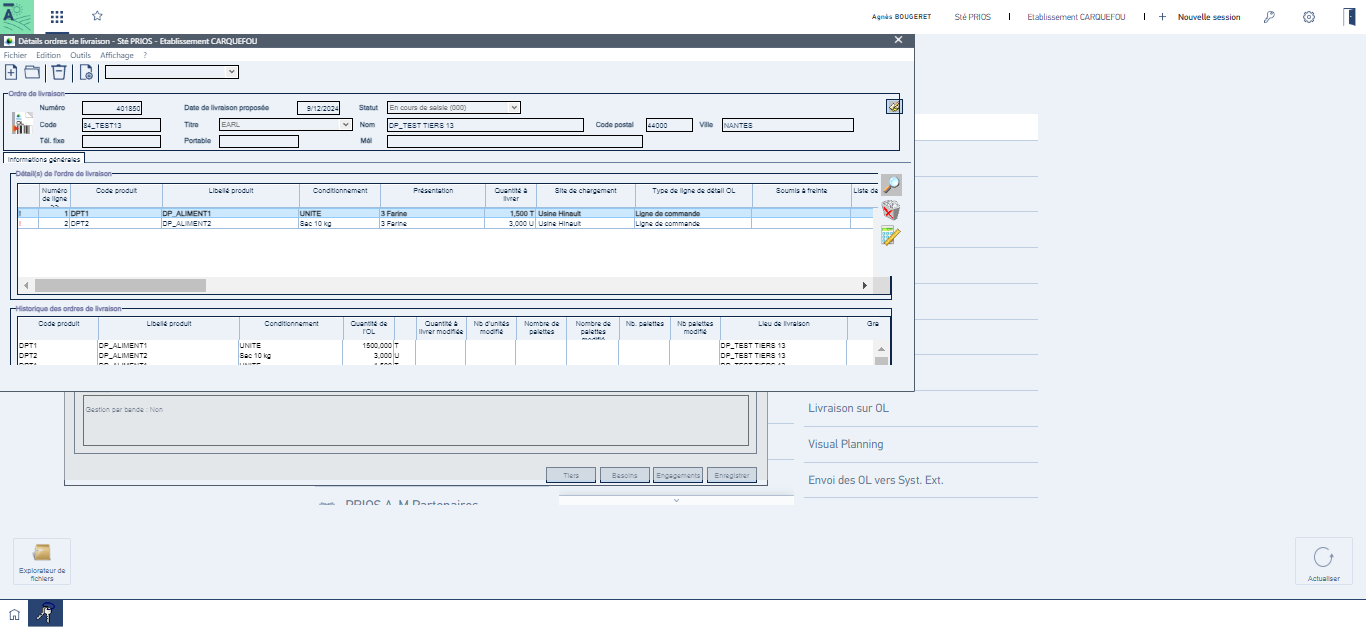 Agnès BOUGERET Sté PRIOS Etablissement CARQUEFOU Nouvelle session
Détails ordres de livraison - Sté PRIOS - Etablissement CARQUEFOU
Fichier Edition Outils Affichage ?
Ordre de livraison
Numéro 401850 Date de livraison proposée 9/12/2024 Statut En cours de saisie (000)
Code 84_TEST13 Titre EARL Nom DP_TEST TIERS 13 Code postal 44000 Ville NANTES
Tél. fixe Portable Mél
Informations générales
Détail(s) de l'ordre de livraison
Numéro de ligne Code produit Libellé produit Conditionnement Présentation Quantité à livrer Site de chargement Type de ligne de détail OL Soumis à freinte Liste de
! 1 DPT1 DP_ALIMENT1 UNITE 3 Farine 1,500 T Usine Hinault Ligne de commande
! 2 DPT2 DP_ALIMENT2 Sac 10 kg 3 Farine 3,000 U Usine Hinault Ligne de commande
Historique des ordres de livraison
Code produit Libellé produit Conditionnement Quantité de l'OL Quantité à livrer modifiée Nb d'unités modifié Nombre de palettes Nombre de palettes modifié Nb. palettes Nb palettes modifié Lieu de livraison Gra
DPT1 DP_ALIMENT1 UNITE 1500,000 T DP_TEST TIERS 13
DPT2 DP_ALIMENT2 Sac 10 kg 3,000 U DP_TEST TIERS 13
Gestion par bande : Non
Tiers Besoins Engagements Enregistrer
Livraison sur OL
Visual Planning
Envoi des OL vers Syst. Ext.
PRIOS A-M Partenaires
Explorateur de fichiers
Actualiser